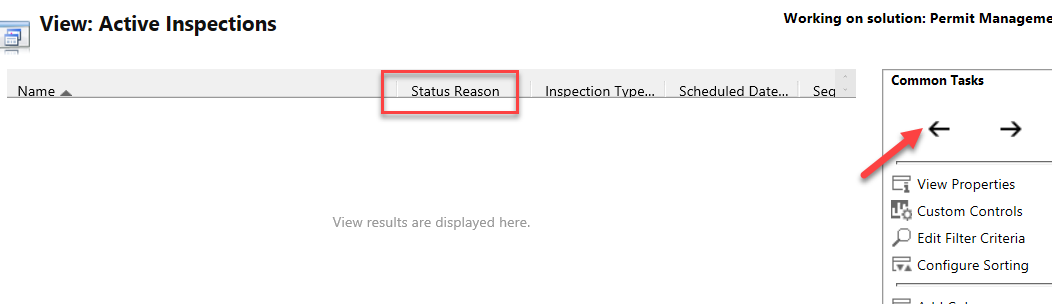 View: Active Inspections
Working on solution: Permit Manageme
Name
Status Reason
Inspection Type...
Scheduled Date...
Seq
View results are displayed here.
Common Tasks
View Properties
Custom Controls
Edit Filter Criteria
Configure Sorting